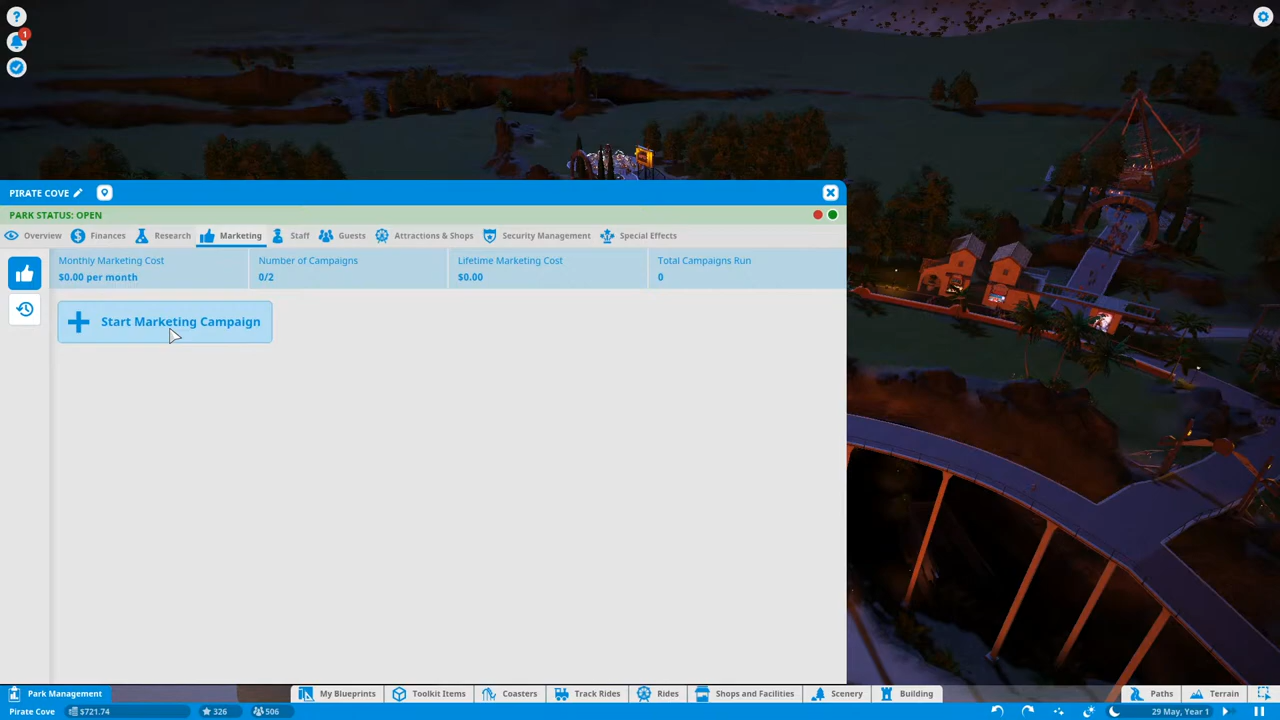 ?
1
PIRATE COVE
PARK STATUS: OPEN
Overview Finances Research Marketing Staff Guests Attractions & Shops Security Management Special Effects
Monthly Marketing Cost Number of Campaigns Lifetime Marketing Cost Total Campaigns Run
$0.00 per month 0/2 $0.00 0
Start Marketing Campaign
Park Management My Blueprints Toolkit Items Coasters Track Rides Rides Shops and Facilities Scenery Building Paths Terrain
Pirate Cove $721.74 326 506 29 May, Year 1